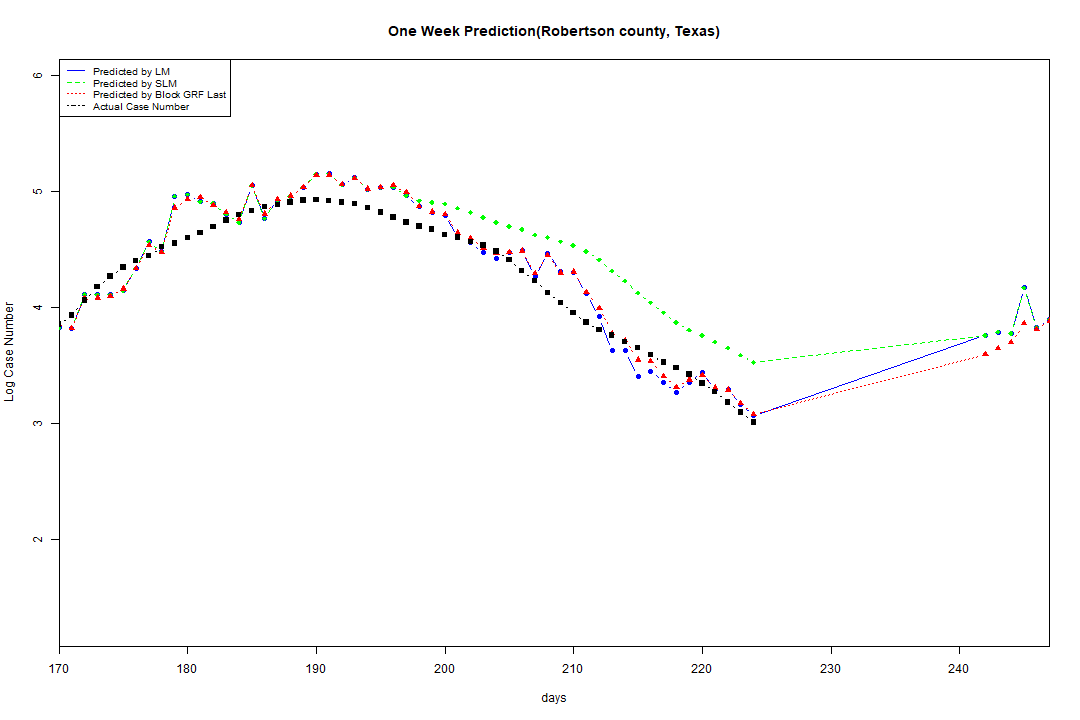 One Week Prediction(Robertson county, Texas)
Predicted by LM
Predicted by SLM
Predicted by Block GRF Last
Actual Case Number
6
5
4
3
2
Log Case Number
170 180 190 200 210 220 230 240
days